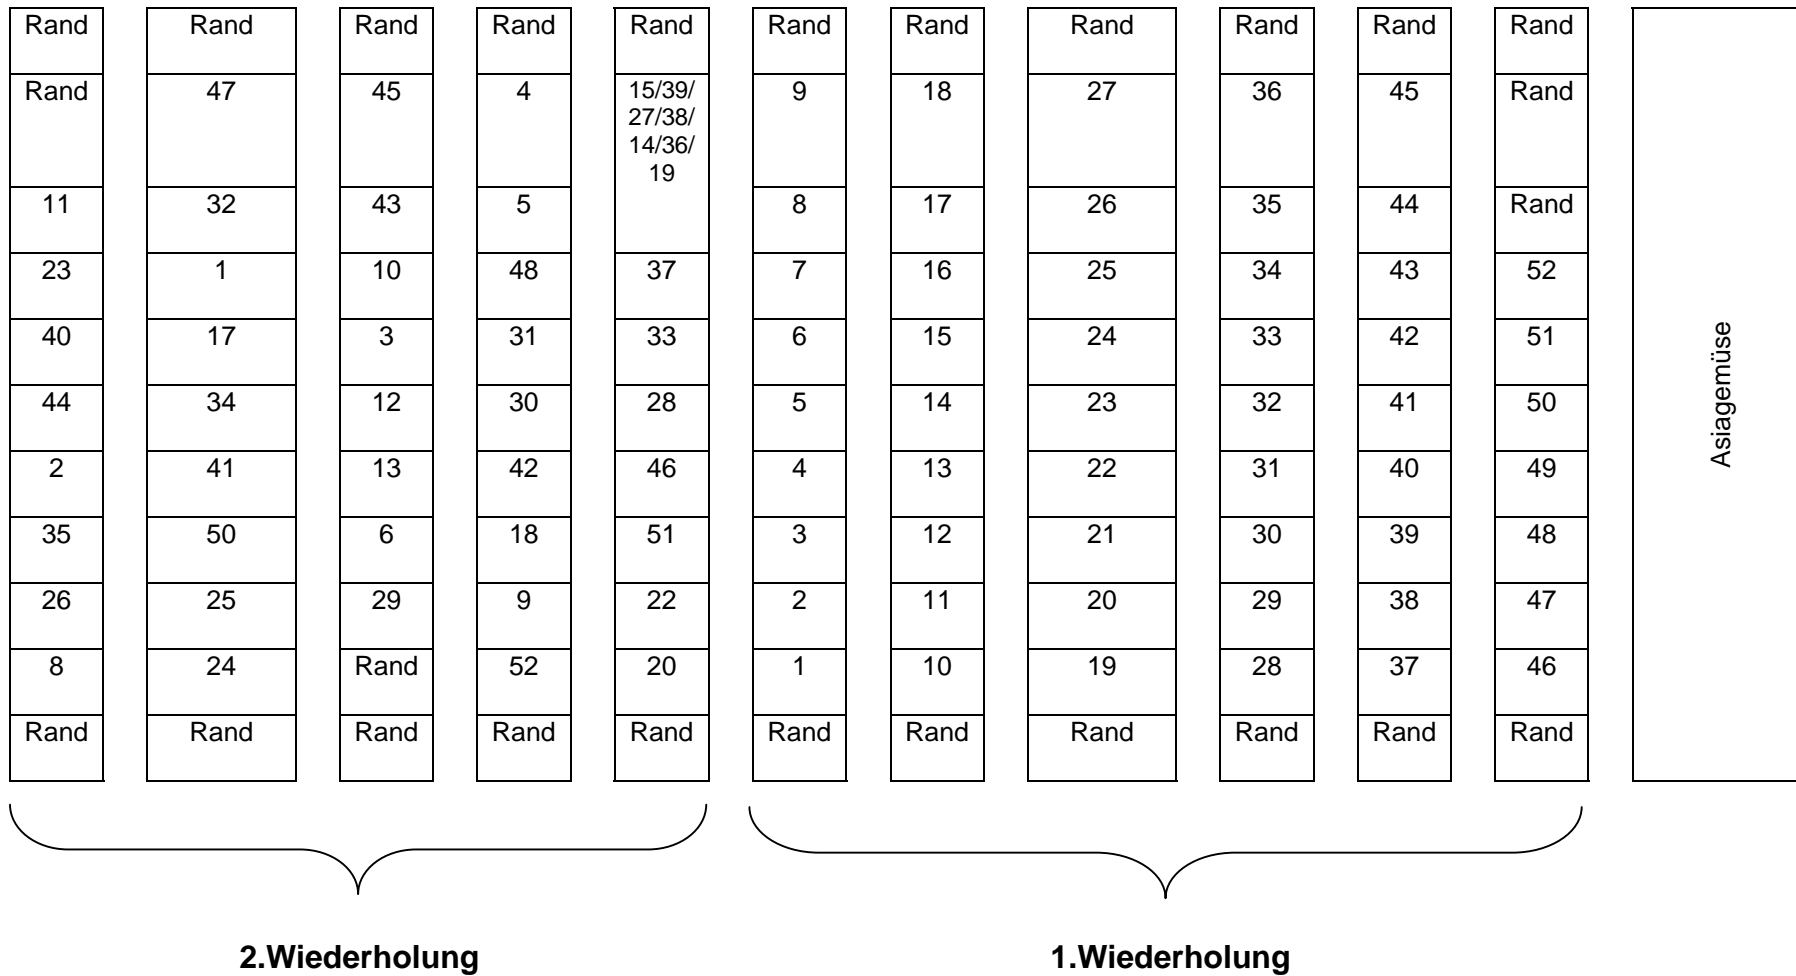 Rand Rand Rand Rand Rand Rand Rand Rand Rand Rand Rand
Rand 47 45 4 15/39/ 9 18 27 36 45 Rand
27/38/
14/36/
19
11 32 43 5 8 17 26 35 44 Rand
23 1 10 48 37 7 16 25 34 43 52
40 17 3 31 33 6 15 24 33 42 51
44 34 12 30 28 5 14 23 32 41 50
2 41 13 42 46 4 13 22 31 40 49
35 50 6 18 51 3 12 21 30 39 48
26 25 29 9 22 2 11 20 29 38 47
8 24 Rand 52 20 1 10 19 28 37 46
Rand Rand Rand Rand Rand Rand Rand Rand Rand Rand Rand
Asiagemüse
2.Wiederholung 1.Wiederholung